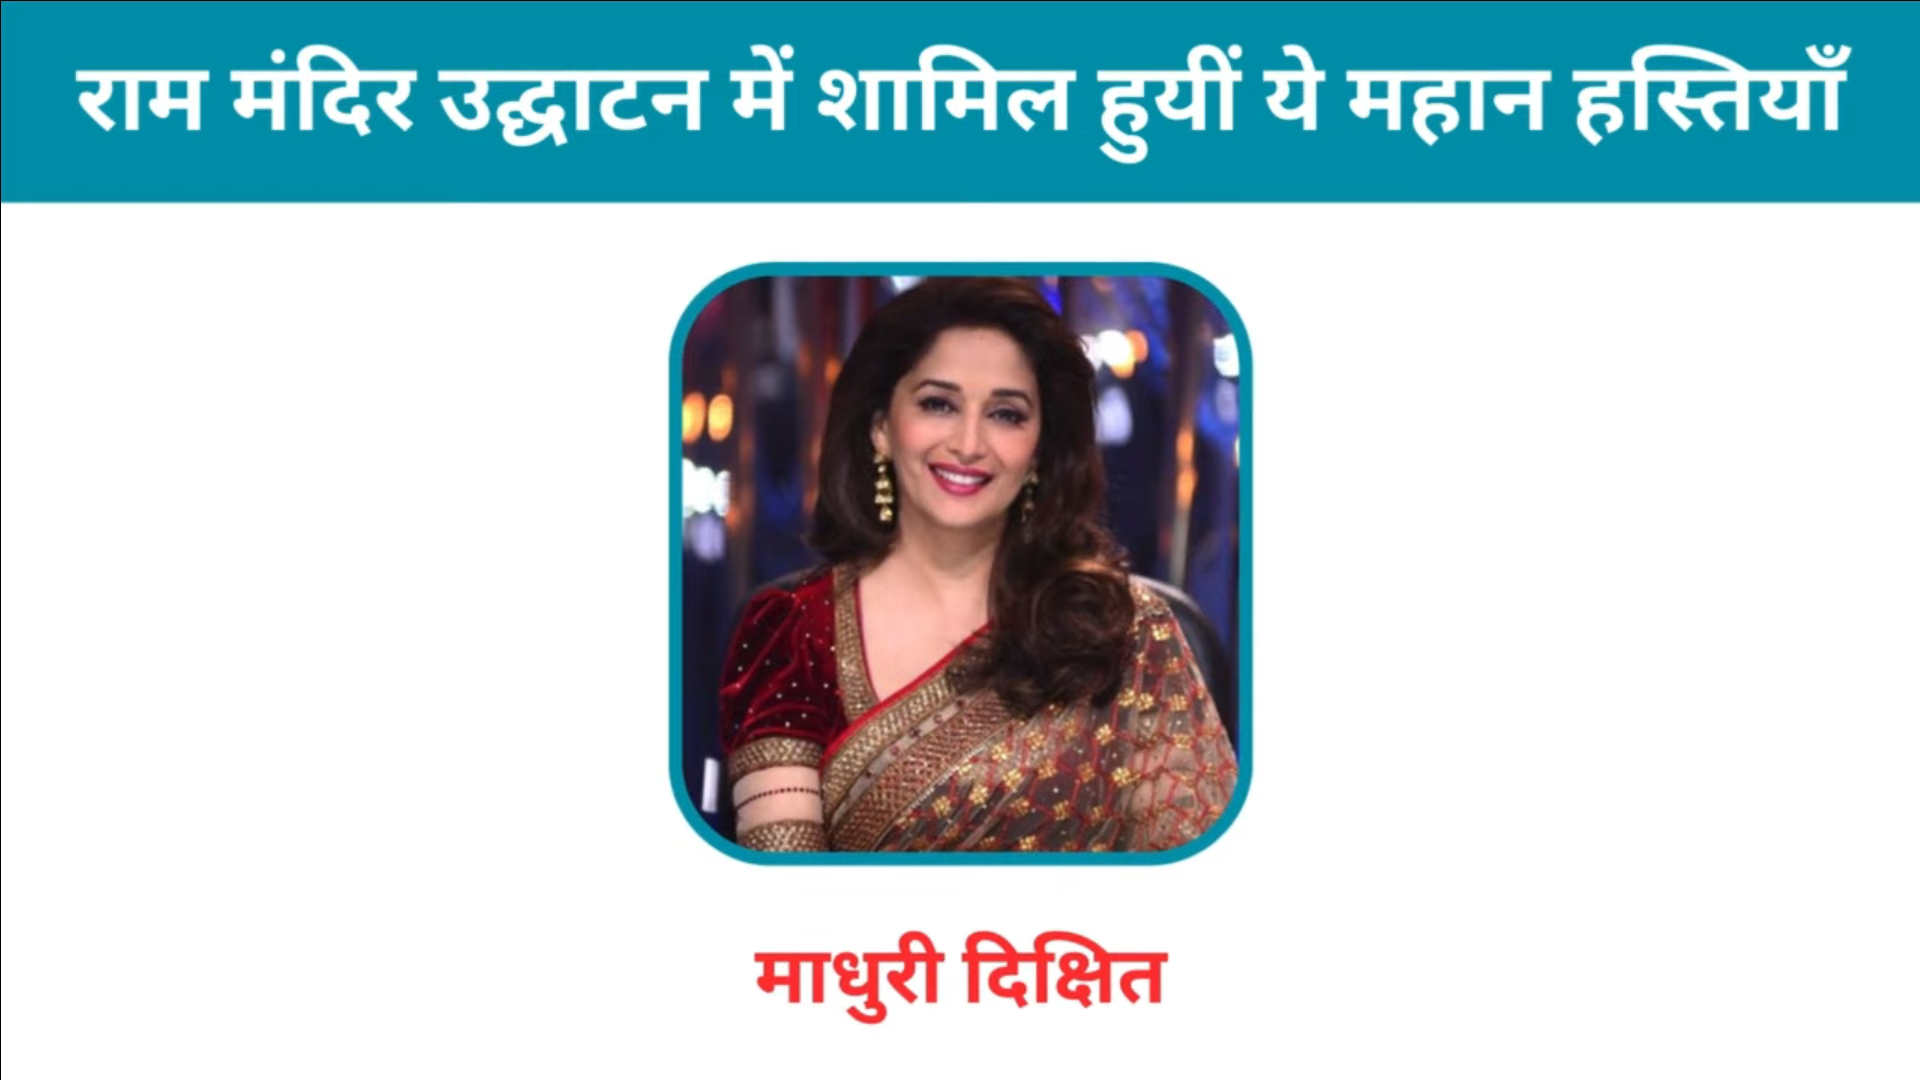 राम मंदिर उद्घाटन में शामिल हुयीं ये महान हस्तियाँ
माधुरी दिक्षित